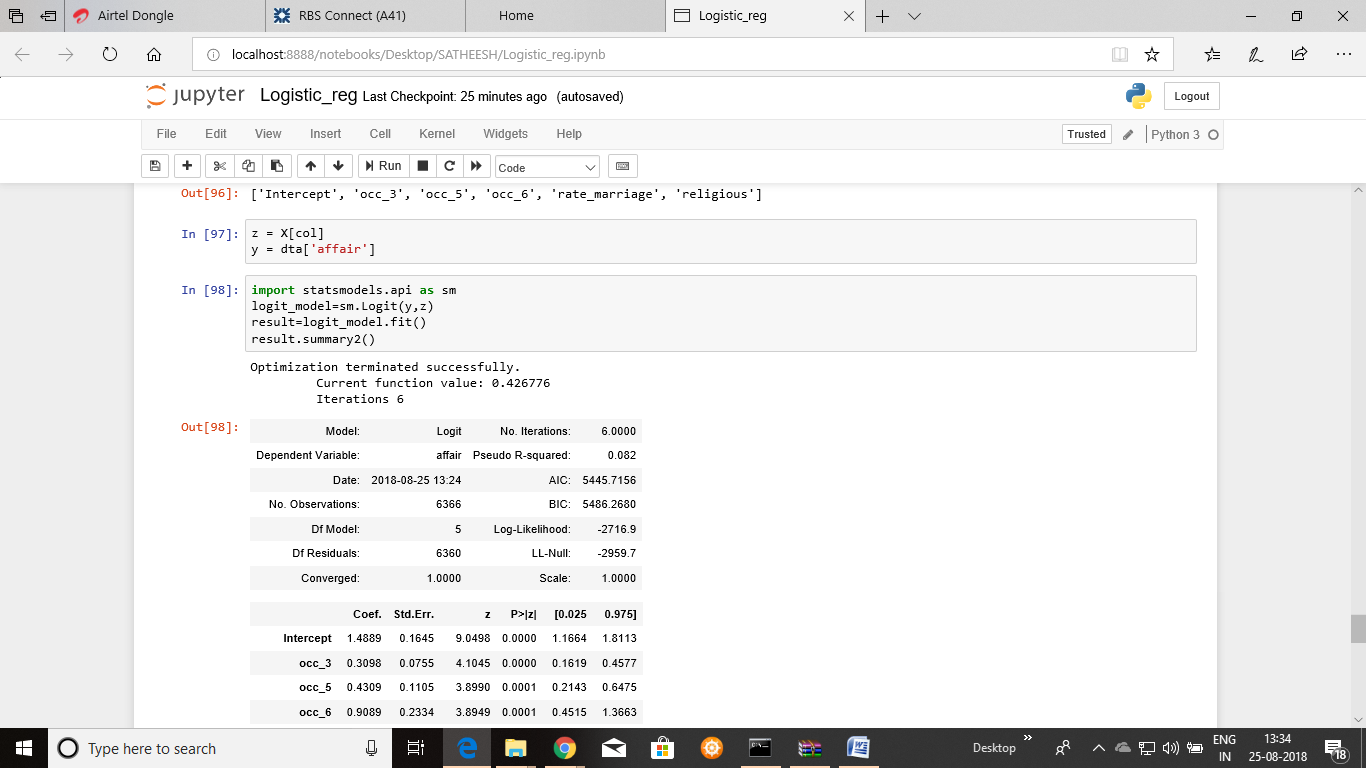 Airtel Dongle RBS Connect (A41) Home Logistic_reg
localhost:8888/notebooks/Desktop/SATHEESH/Logistic_reg.ipynb
jupyter Logistic_reg Last Checkpoint: 25 minutes ago (autosaved) Logout
File Edit View Insert Cell Kernel Widgets Help Trusted Python 3
Run Code
Out[96]: ['Intercept', 'occ_3', 'occ_5', 'occ_6', 'rate_marriage', 'religious']
In [97]: z = X[col]
y = dta['affair']
In [98]: import statsmodels.api as sm
logit_model=sm.Logit(y,z)
result=logit_model.fit()
result.summary2()
Optimization terminated successfully.
Current function value: 0.426776
Iterations 6
Out[98]: Model: Logit No. Iterations: 6.0000
Dependent Variable: affair Pseudo R-squared: 0.082
Date: 2018-08-25 13:24 AIC: 5445.7156
No. Observations: 6366 BIC: 5486.2680
Df Model: 5 Log-Likelihood: -2716.9
Df Residuals: 6360 LL-Null: -2959.7
Converged: 1.0000 Scale: 1.0000
Coef. Std.Err. z P>|z| [0.025 0.975]
Intercept 1.4889 0.1645 9.0498 0.0000 1.1664 1.8113
occ_3 0.3098 0.0755 4.1045 0.0000 0.1619 0.4577
occ_5 0.4309 0.1105 3.8990 0.0001 0.2143 0.6475
occ_6 0.9089 0.2334 3.8949 0.0001 0.4515 1.3663
Type here to search Desktop ENG 13:34
IN 25-08-2018 18